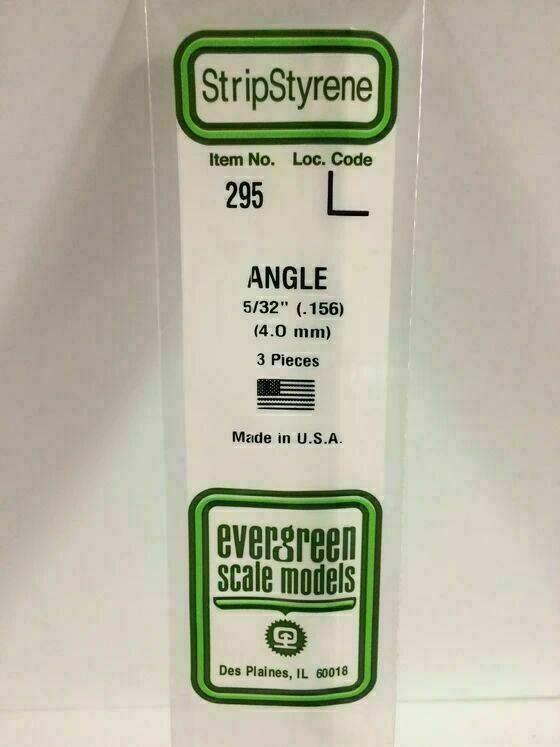 StripStyrene
Item No. Loc. Code
295
ANGLE
5/32" (.156)
(4.0 mm)
3 Pieces
Made in U.S.A.
evergreen
scale models
Des Plaines, IL 60018